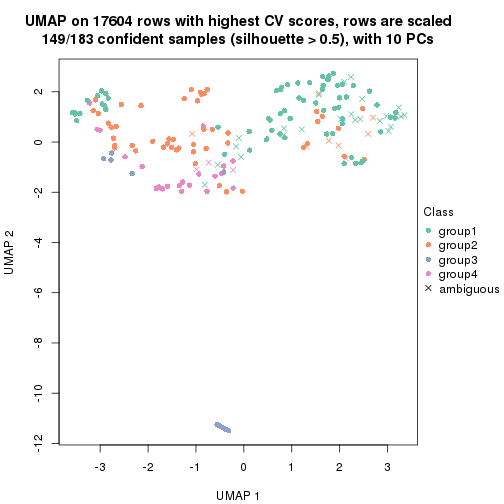 UMAP on 17604 rows with highest CV scores, rows are scaled
149/183 confident samples (silhouette > 0.5), with 10 PCs
2
0
-2
-4
-6
-8
-10
-12
UMAP 2
-3
-2
-1
0
1
2
3
UMAP 1
Class
group1
group2
group3
group4
ambiguous